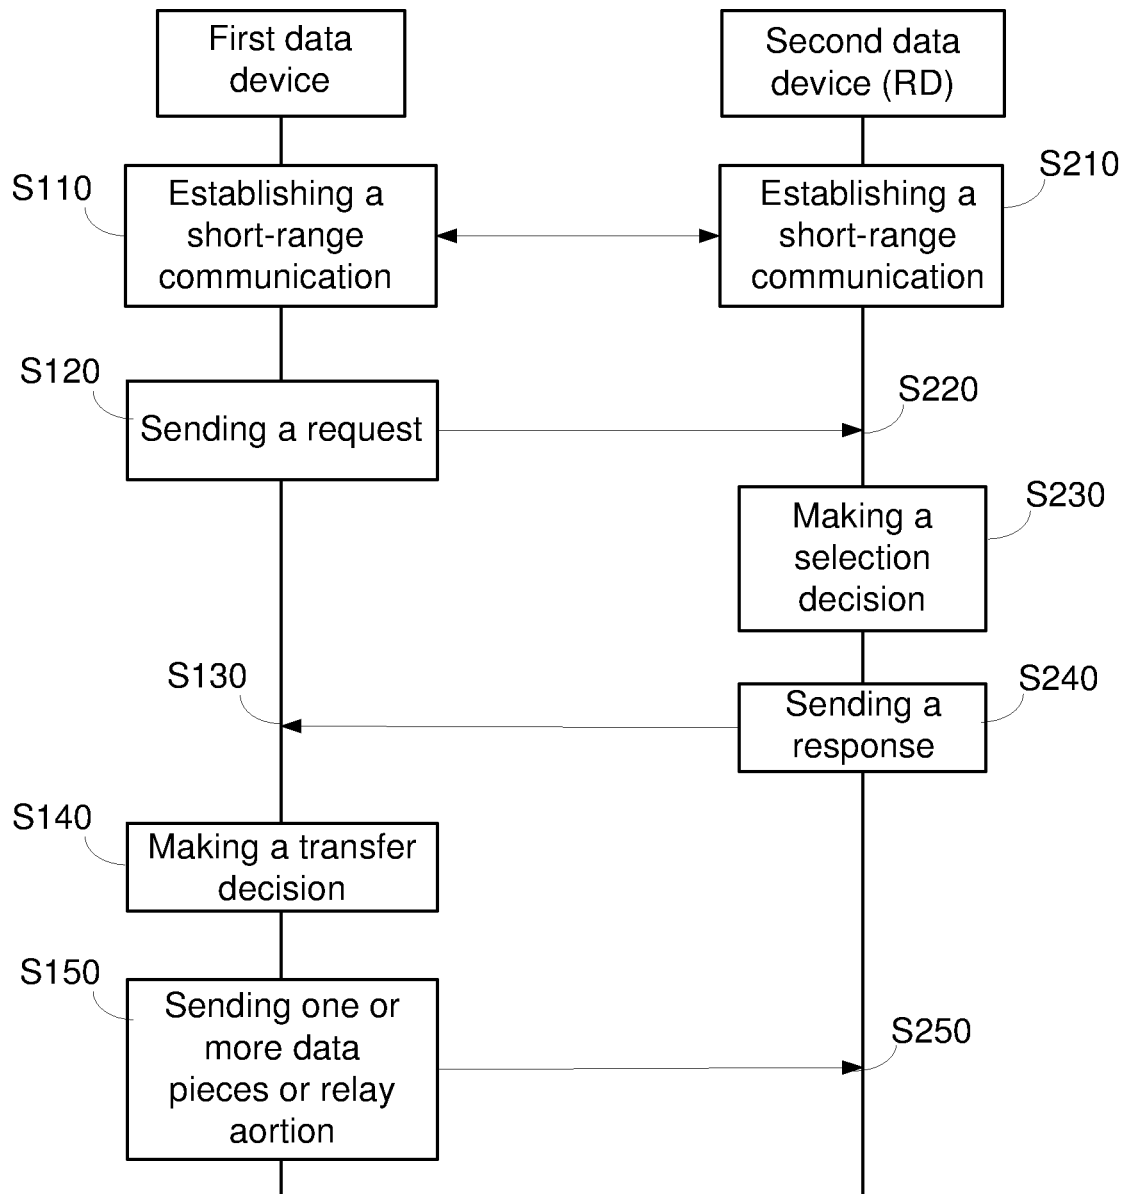 First data
device
Second data
device (RD)
S110
Establishing a
short-range
communication
S210
Establishing a
short-range
communication
S120
Sending a request
S220
S230
Making a
selection
decision
S130
S240
Sending a
response
S140
Making a transfer
decision
S150
Sending one or
more data
pieces or relay
aortion
S250